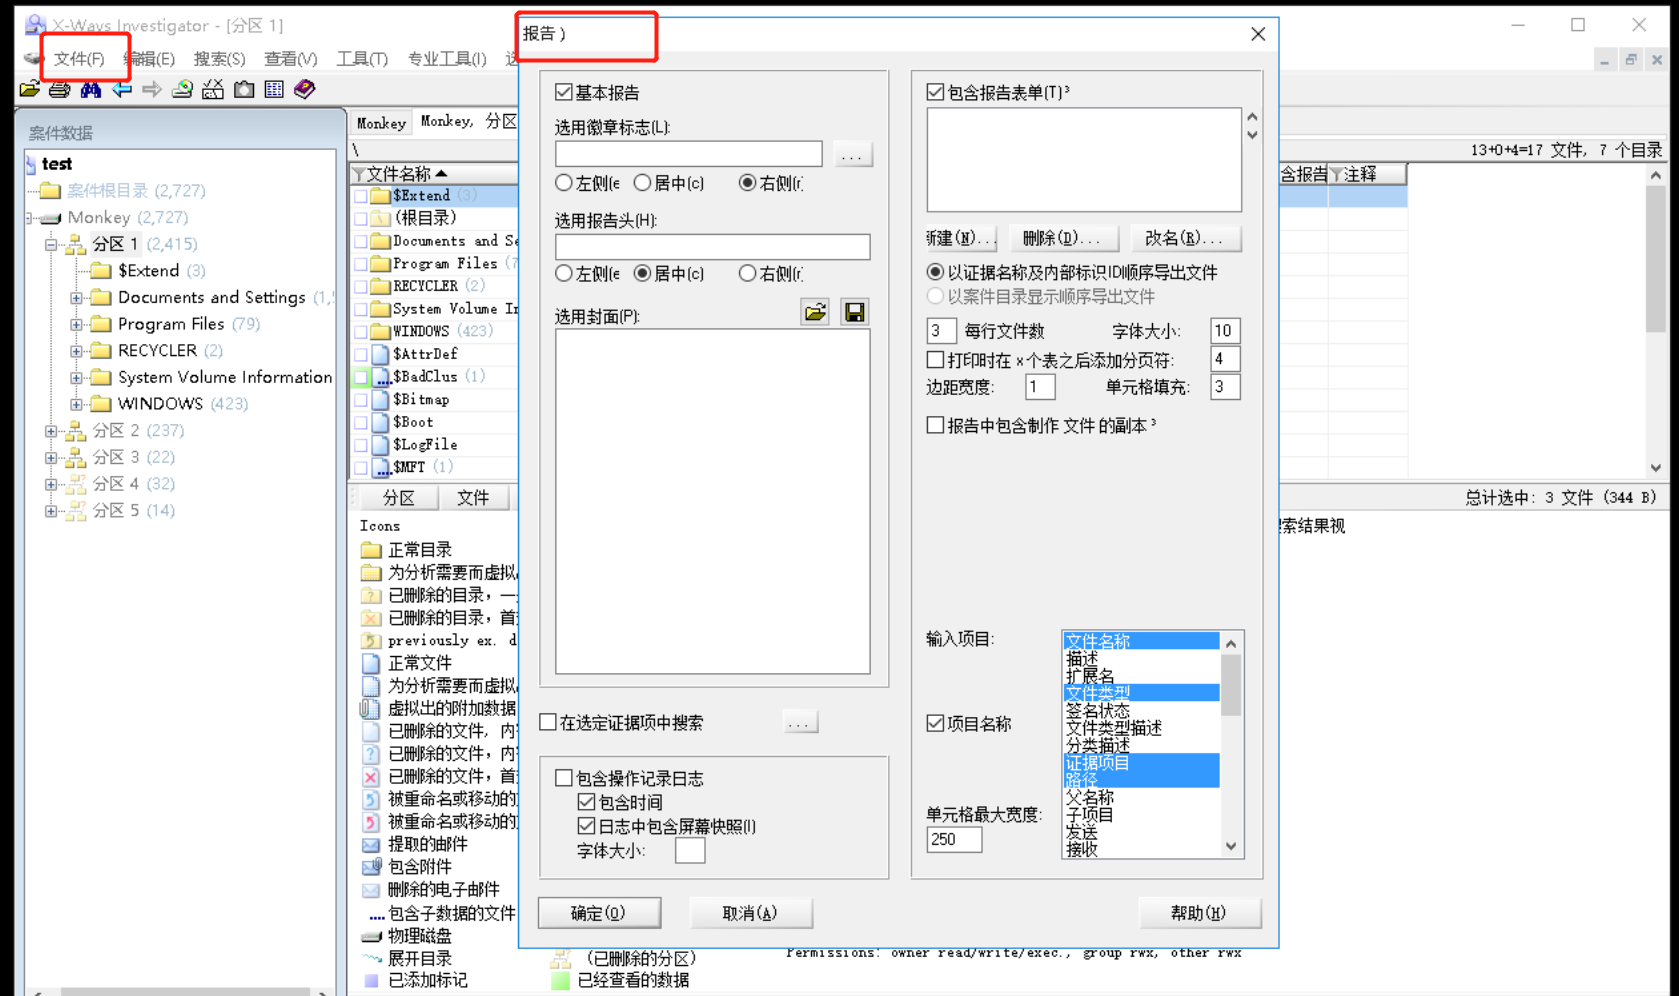 X-Ways Investigator - [分区 1]
文件(F) 编辑(E) 搜索(S) 查看(V) 工具(T) 专业工具(I)
案件数据
test
案件根目录 (2,727)
Monkey (2,727)
分区 1 (2,415)
$Extend (3)
Documents and Settings (1,
Program Files (79)
RECYCLER (2)
System Volume Information
WINDOWS (423)
分区 2 (237)
分区 3 (22)
分区 4 (32)
分区 5 (14)
Monkey Monkey, 分区
\
13+0+4=17 文件, 7 个目录
文件名称
含报告 注释
$Extend (3)
(根目录)
Documents and Se
Program Files (7
RECYCLER (2)
System Volume In
WINDOWS (423)
$AttrDef
$BadClus (1)
$Bitmap
$Boot
$LogFile
$MFT (1)
分区 文件
总计选中: 3 文件 (344 B)
Icons
索结果视
正常目录
为分析需要而虚拟
已删除的目录, 一
已删除的目录, 首
previously ex. d
正常文件
为分析需要而虚拟
虚拟出的附加数据
已删除的文件, 内
已删除的文件, 内
已删除的文件, 首
被重命名或移动的
被重命名或移动的
提取的邮件
包含附件
删除的电子邮件
包含子数据的文件
物理磁盘
展开目录
已添加标记
(已删除的分区)
已经查看的数据
Permissions: owner read/write/exec., group rwx, other rwx
报告 )
基本报告
选用徽章标志(L):
...
左侧(e 居中(c) 右侧(r)
选用报告头(H):
左侧(e 居中(c) 右侧(r)
选用封面(P):
在选定证据项中搜索 ...
包含操作记录日志
包含时间
日志中包含屏幕快照(I)
字体大小:
确定(O) 取消(A)
包含报告表单(T)³
新建(N)... 删除(D)... 改名(R)...
以证据名称及内部标识ID顺序导出文件
以案件目录显示顺序导出文件
3 每行文件数 字体大小: 10
打印时在 x个表之后添加分页符: 4
边距宽度: 1 单元格填充: 3
报告中包含制作 文件 的副本 ³
输入项目:
文件名称
描述
扩展名
文件类型
签名状态
文件类型描述
分类描述
证据项目
路径
父名称
子项目
发送
接收
项目名称
单元格最大宽度:
250
帮助(H)